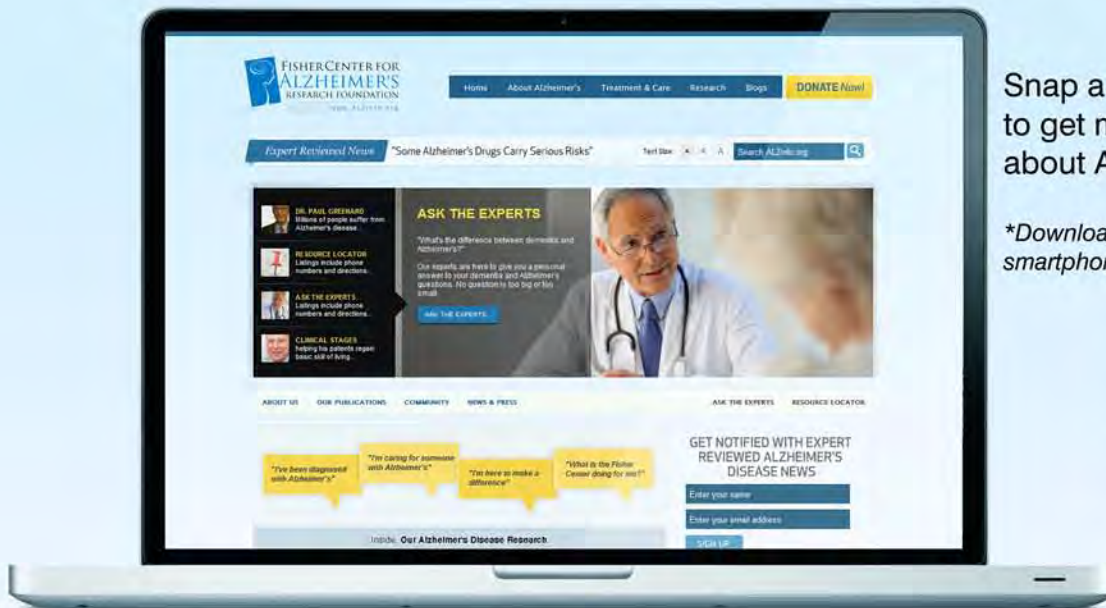 FISHER CENTER FOR
ALZHEIMER'S
RESEARCH FOUNDATION
Home About Alzheimer's Treatment & Care Research Blogs DONATE Now!
Expert Reviewed News "Some Alzheimer's Drugs Carry Serious Risks" Text Size: A A A Search ALZinfo.org
DR. PAUL GREENGARD
Billions of people suffer from
Alzheimer's disease...
RESOURCE LOCATOR
Listings include phone
numbers and directions...
ASK THE EXPERTS
Listings include phone
numbers and directions...
CLINICAL STAGES
helping his patients regain
basic skill of living...
ASK THE EXPERTS
"What's the difference between dementia and
Alzheimer's?"
Our experts are here to give you a personal
answer to your dementia and Alzheimer's
questions. No question is too big or too
small.
ASK THE EXPERTS
ABOUT US OUR PUBLICATIONS COMMUNITY NEWS & PRESS ASK THE EXPERTS RESOURCE LOCATOR
"I've been diagnosed
with Alzheimer's"
"I'm caring for someone
with Alzheimer's"
"I'm here to make a
difference"
"What is the Fisher
Center doing for me?"
GET NOTIFIED WITH EXPERT
REVIEWED ALZHEIMER'S
DISEASE NEWS
Enter your name
Enter your email address
SIGN UP
Inside Our Alzheimer's Disease Research
Snap a
to get
about